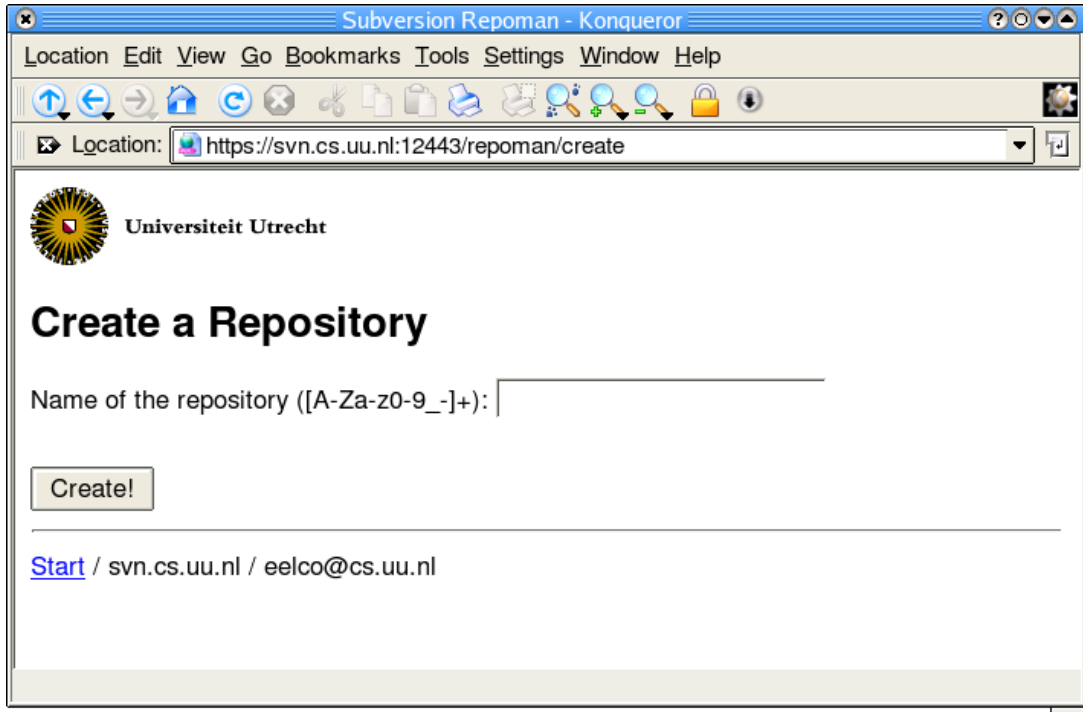 Subversion Repoman - Konqueror
Location Edit View Go Bookmarks Tools Settings Window Help
Location: https://svn.cs.uu.nl:12443/repoman/create
Universiteit Utrecht
Create a Repository
Name of the repository ([A-Za-z0-9_-]+):
Create!
Start / svn.cs.uu.nl / eelco@cs.uu.nl